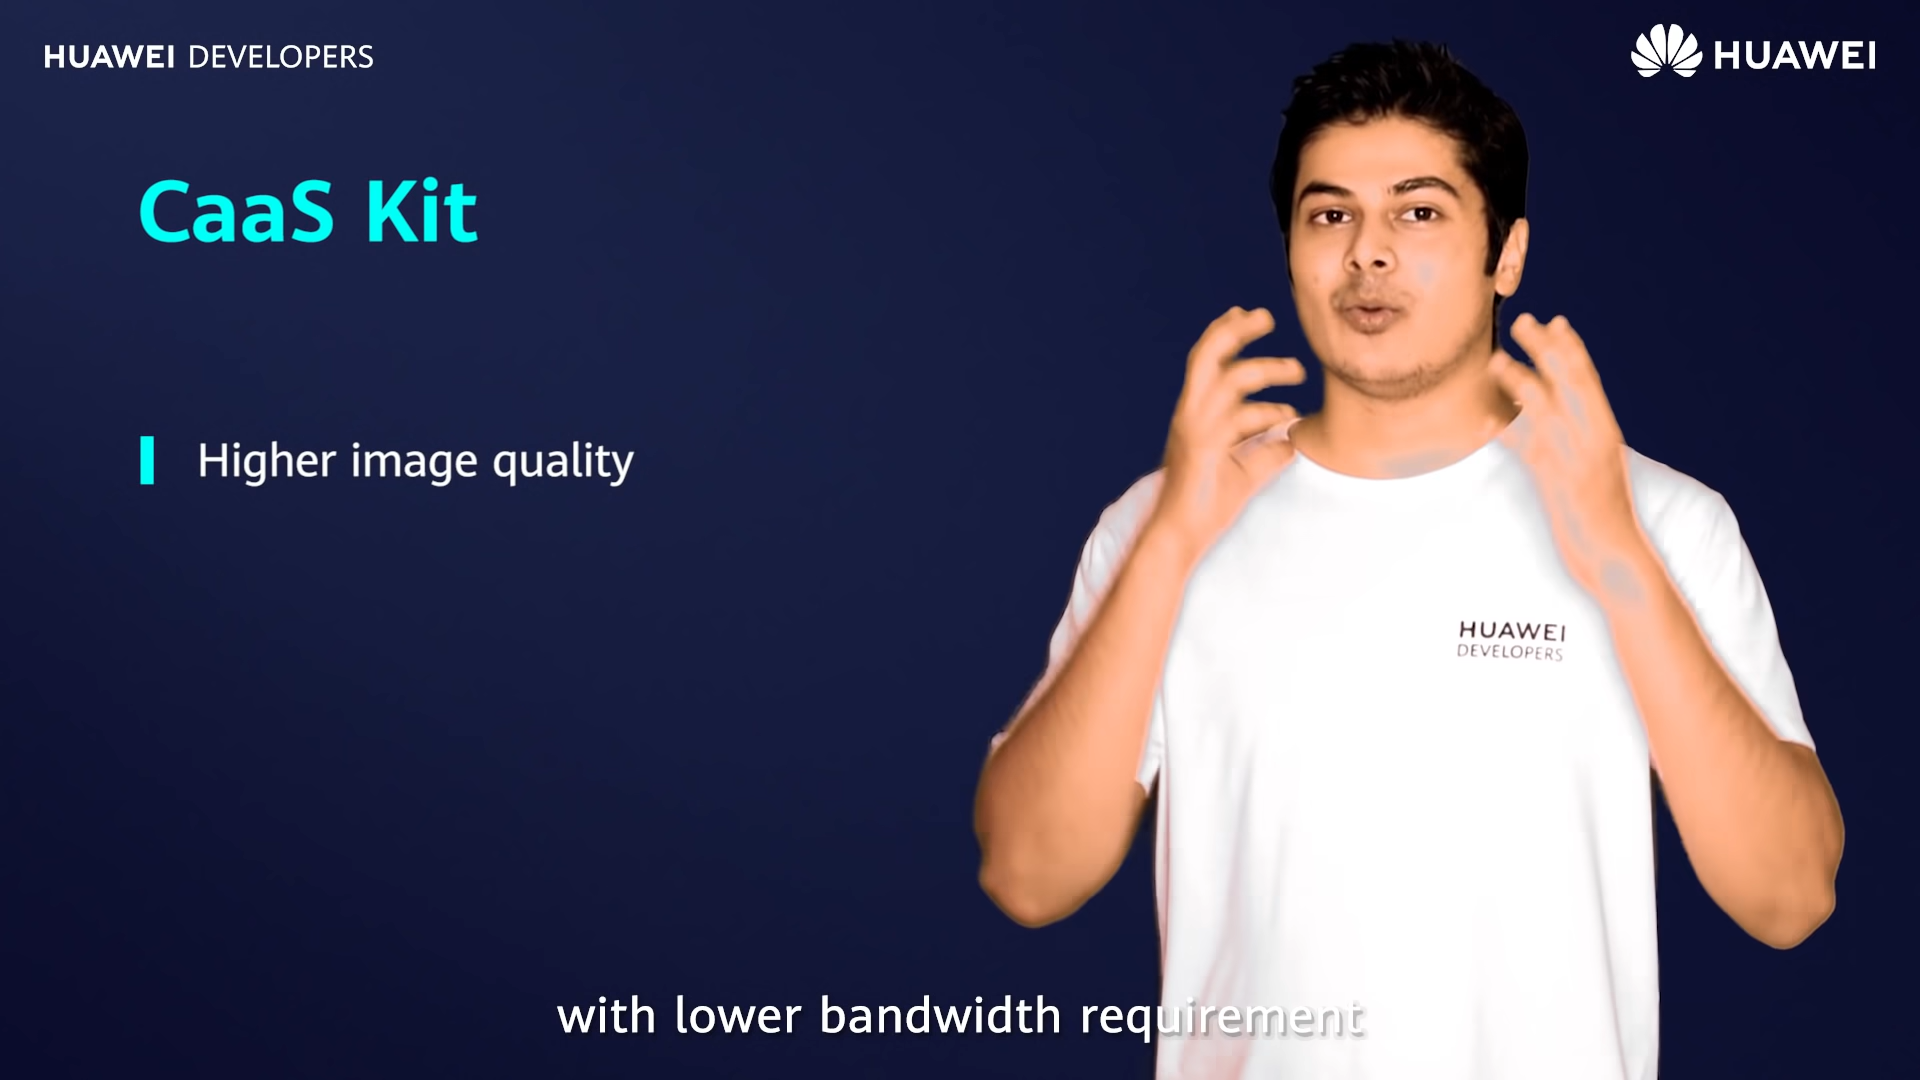 HUAWEI DEVELOPERS
HUAWEI
CaaS Kit
Higher image quality
HUAWEI
DEVELOPERS
with lower bandwidth requirement